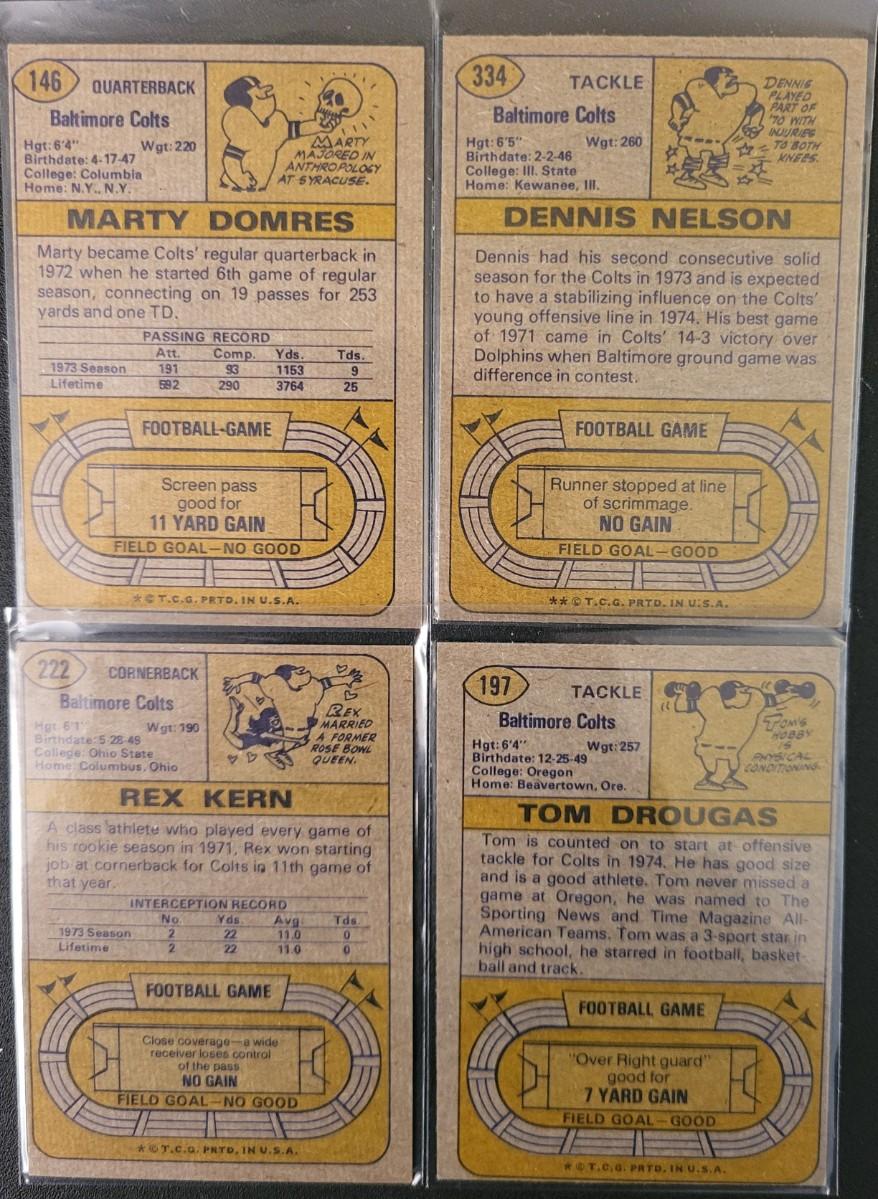 146
QUARTERBACK
Baltimore Colts
Hgt: 6'4" Wgt: 220
Birthdate: 4-17-47
College: Columbia
Home: N.Y., N.Y.
MARTY
MAJORED IN
ANTHROPOLOGY
AT SYRACUSE.
MARTY DOMRES
Marty became Colts' regular quarterback in
1972 when he started 6th game of regular
season, connecting on 19 passes for 253
yards and one TD.
PASSING RECORD
Att. Comp. Yds. Tds.
1973 Season 191 93 1153 9
Lifetime 582 290 3764 25
FOOTBALL-GAME
Screen pass
good for
11 YARD GAIN
FIELD GOAL—NO GOOD
* © T.C.G. PRTD. IN U.S.A.
334
TACKLE
Baltimore Colts
Hgt: 6'5" Wgt: 260
Birthdate: 2-2-46
College: Ill. State
Home: Kewanee, Ill.
DENNIS
PLAYED
PART OF
'70 WITH
INJURIES
TO BOTH
KNEES.
DENNIS NELSON
Dennis had his second consecutive solid
season for the Colts in 1973 and is expected
to have a stabilizing influence on the Colts'
young offensive line in 1974. His best game
of 1971 came in Colts' 14-3 victory over
Dolphins when Baltimore ground game was
difference in contest.
FOOTBALL GAME
Runner stopped at line
of scrimmage.
NO GAIN
FIELD GOAL—GOOD
** © T.C.G. PRTD. IN U.S.A.
222
CORNERBACK
Baltimore Colts
Hgt: 6'1" Wgt: 190
Birthdate: 5-28-49
College: Ohio State
Home: Columbus, Ohio
REX
MARRIED
A FORMER
ROSE BOWL
QUEEN.
REX KERN
A class athlete who played every game of
his rookie season in 1971, Rex won starting
job at cornerback for Colts in 11th game of
that year.
INTERCEPTION RECORD
No. Yds. Avg. Tds.
1973 Season 2 22 11.0 0
Lifetime 2 22 11.0 0
FOOTBALL GAME
Close coverage—a wide
receiver loses control
of the pass
NO GAIN
FIELD GOAL—NO GOOD
* © T.C.G. PRTD. IN U.S.A.
197
TACKLE
Baltimore Colts
Hgt: 6'4" Wgt: 257
Birthdate: 12-25-49
College: Oregon
Home: Beavertown, Ore.
TOM'S
HOBBY
IS
PHYSICAL
CONDITIONING.
TOM DROUGAS
Tom is counted on to start at offensive
tackle for Colts in 1974. He has good size
and is a good athlete. Tom never missed a
game at Oregon, he was named to The
Sporting News and Time Magazine All-
American Teams. Tom was a 3-sport star in
high school, he starred in football, basket-
ball and track.
FOOTBALL GAME
"Over Right guard"
good for
7 YARD GAIN
FIELD GOAL—GOOD
* © T.C.G. PRTD. IN U.S.A.